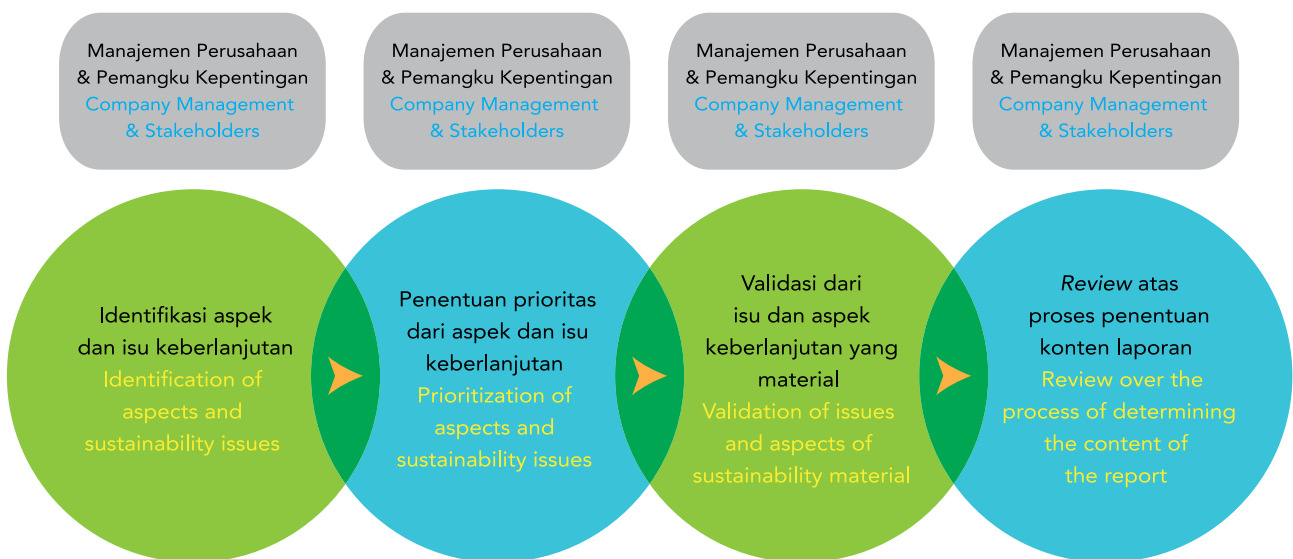 Manajemen Perusahaan
& Pemangku Kepentingan
Company Management
& Stakeholders
Manajemen Perusahaan
& Pemangku Kepentingan
Company Management
& Stakeholders
Manajemen Perusahaan
& Pemangku Kepentingan
Company Management
& Stakeholders
Manajemen Perusahaan
& Pemangku Kepentingan
Company Management
& Stakeholders
Identifikasi aspek
dan isu keberlanjutan
Identification of
aspects and
sustainability issues
Penentuan prioritas
dari aspek dan isu
keberlanjutan
Prioritization of
aspects and
sustainability issues
Validasi dari
isu dan aspek
keberlanjutan yang
material
Validation of issues
and aspects of
sustainability material
Review atas
proses penentuan
konten laporan
Review over the
process of determining
the content of
the report